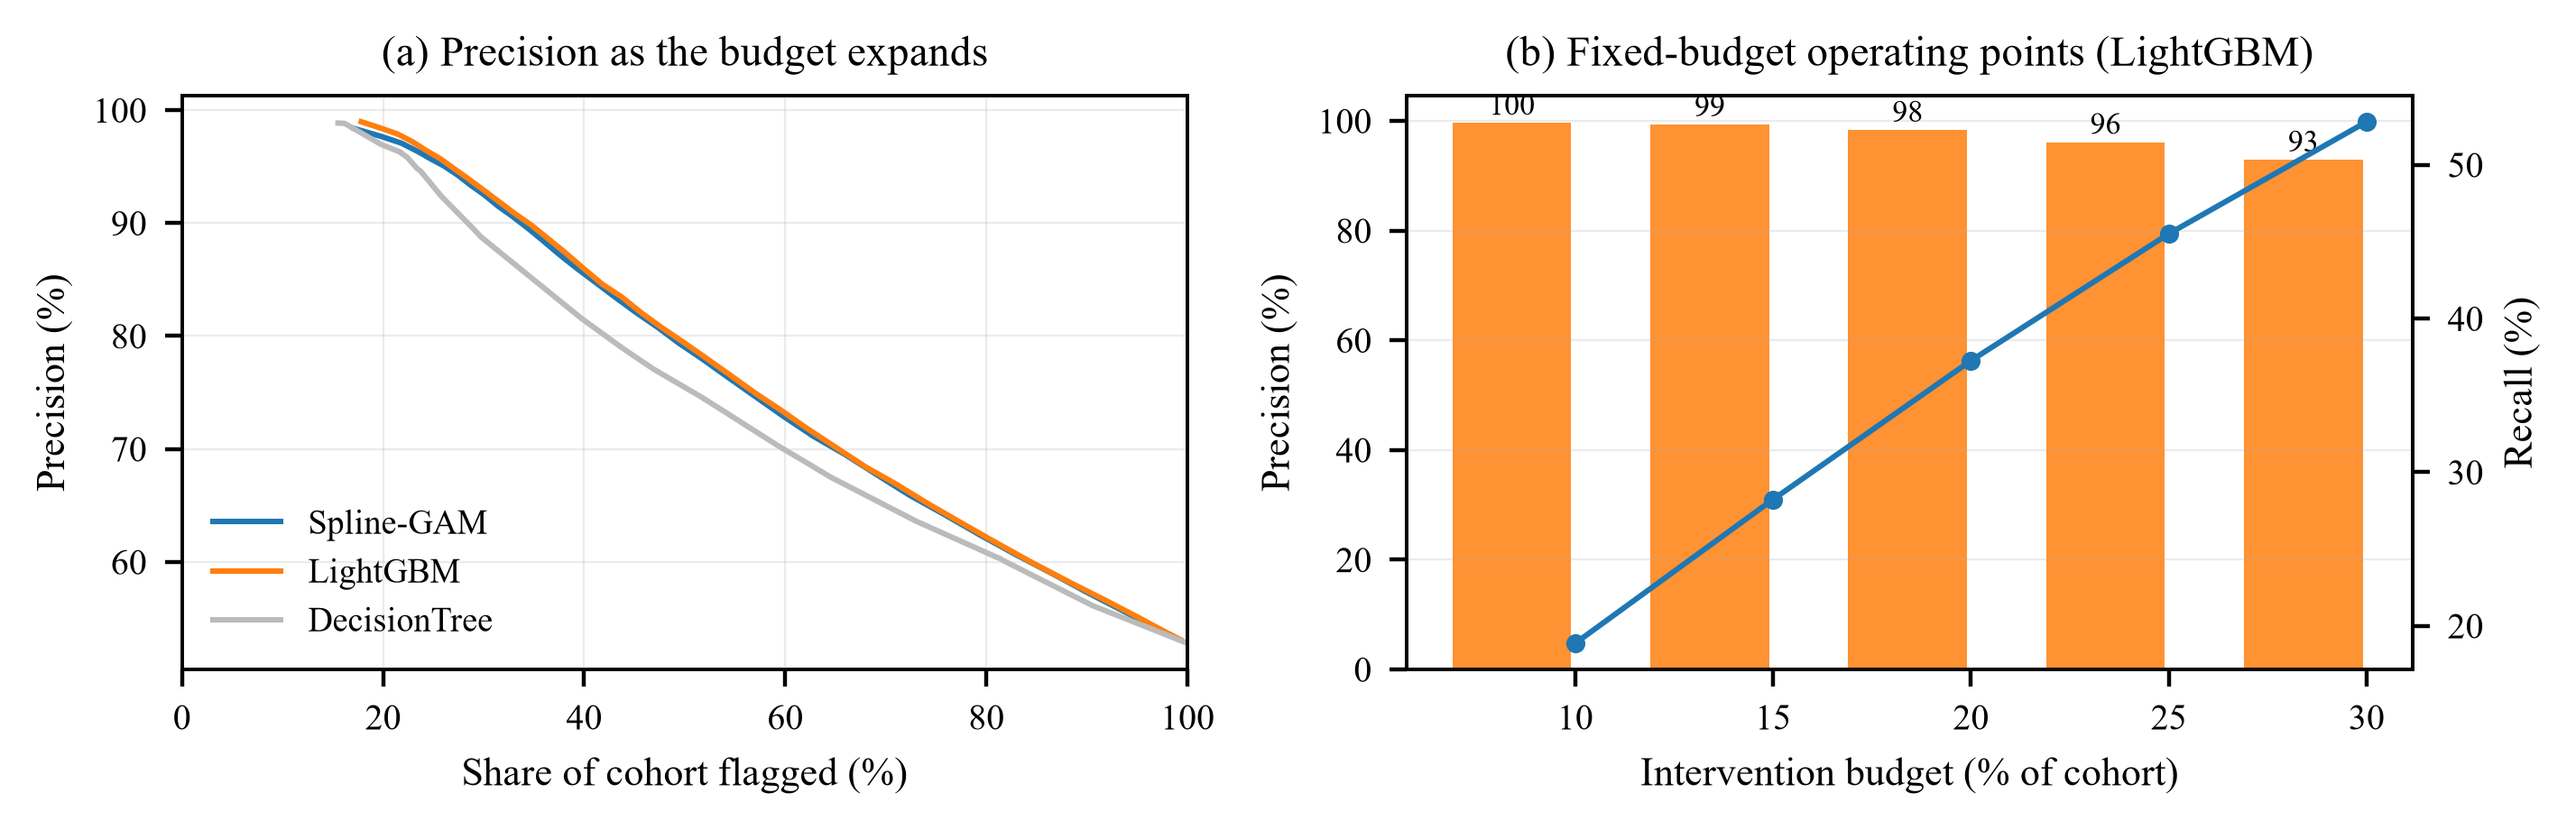 (a) Precision as the budget expands
Precision (%)
100
90
80
70
60
Spline-GAM
LightGBM
DecisionTree
0 20 40 60 80 100
Share of cohort flagged (%)
(b) Fixed-budget operating points (LightGBM)
Precision (%)
100
80
60
40
20
0
100 99 98 96 93
50
40
30
20
Recall (%)
10 15 20 25 30
Intervention budget (% of cohort)